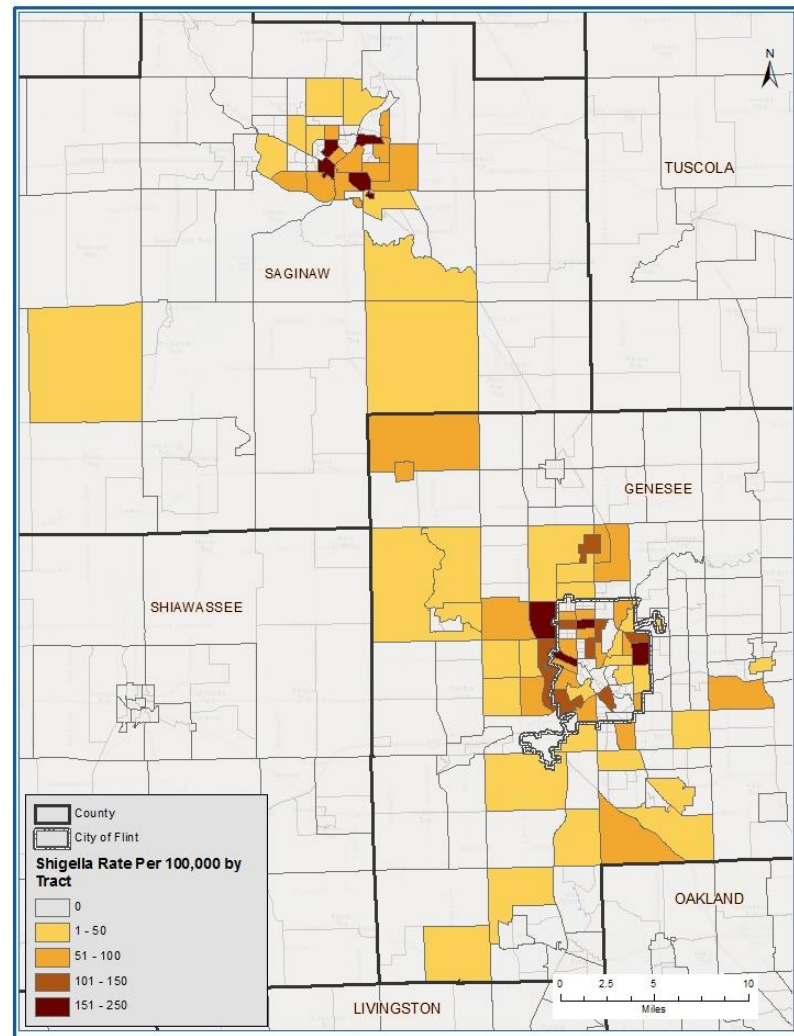 N
TUSCOLA
SAGINAW
GENESEE
SHIAWASSEE
OAKLAND
LIVINGSTON
County
City of Flint
Shigella Rate Per 100,000 by
Tract
0
1 - 50
51 - 100
101 - 150
151 - 250
0 2.5 5 10
Miles